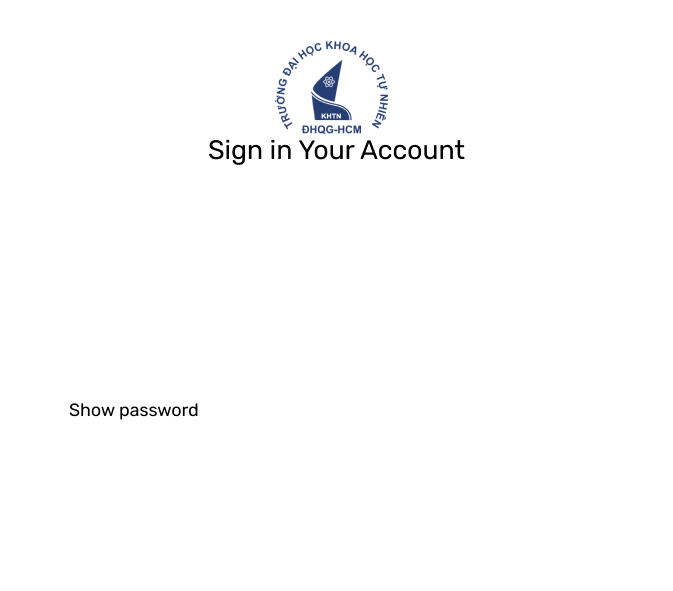 TRƯỜNG ĐẠI HỌC KHOA HỌC TỰ NHIÊN
KHTN
ĐHQG-HCM
Sign in Your Account
Show password